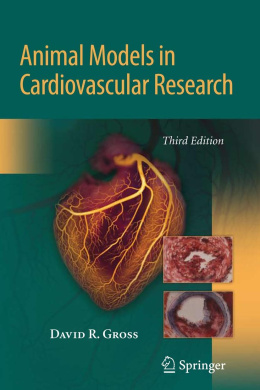 Animal Models in
Cardiovascular Research
Third Edition
David R. Gross
Springer